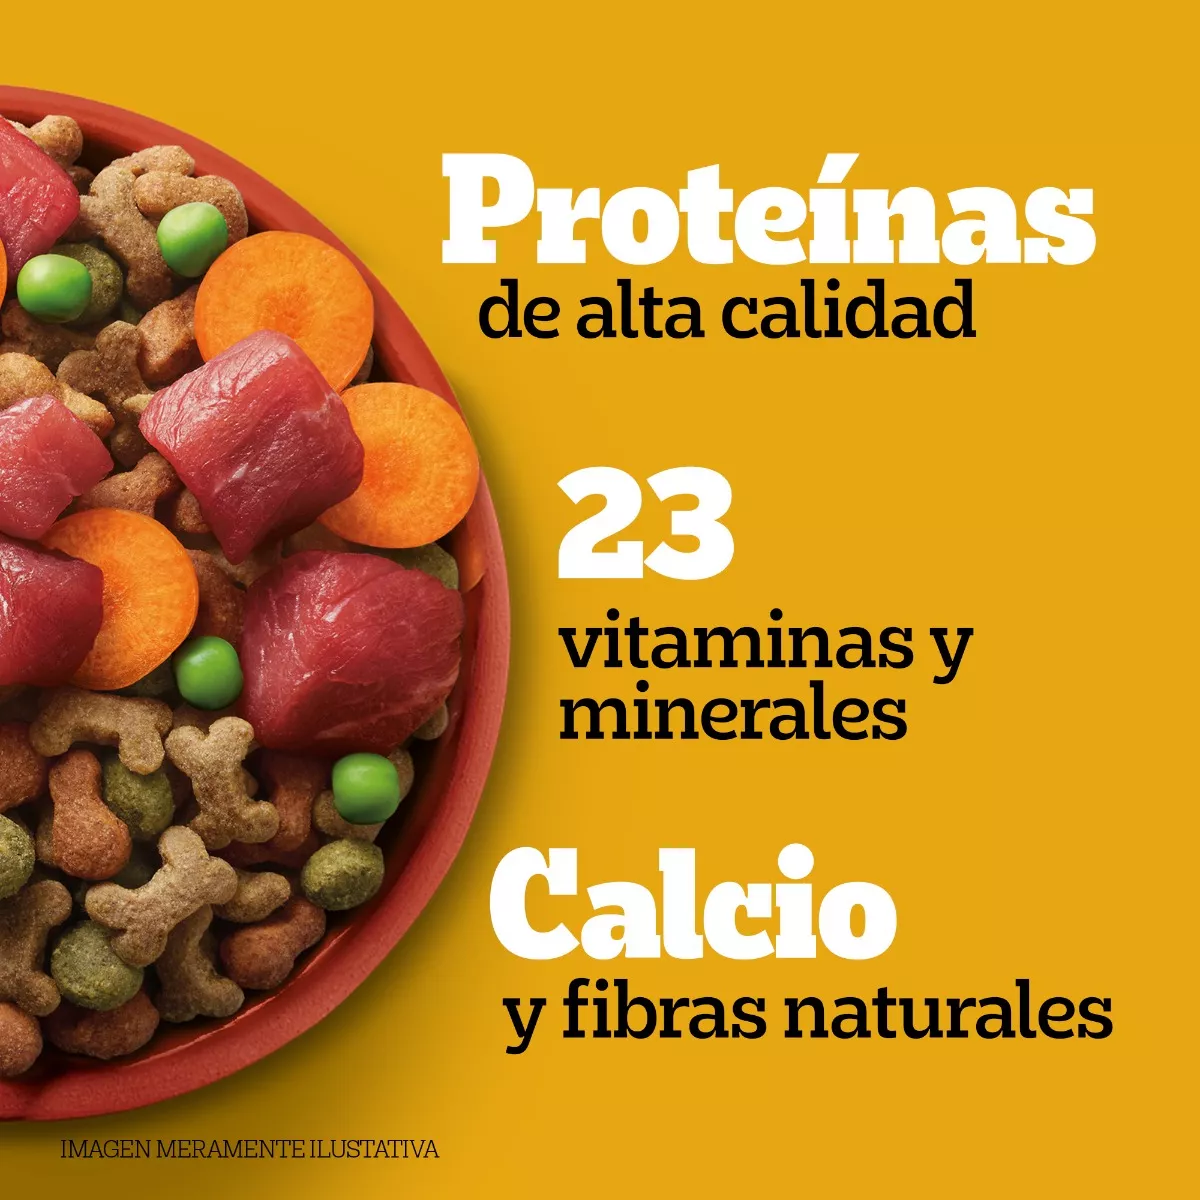 Proteínas
de alta calidad
23
vitaminas y
minerales
Calcio
y fibras naturales
IMAGEN MERAMENTE ILUSTATIVA